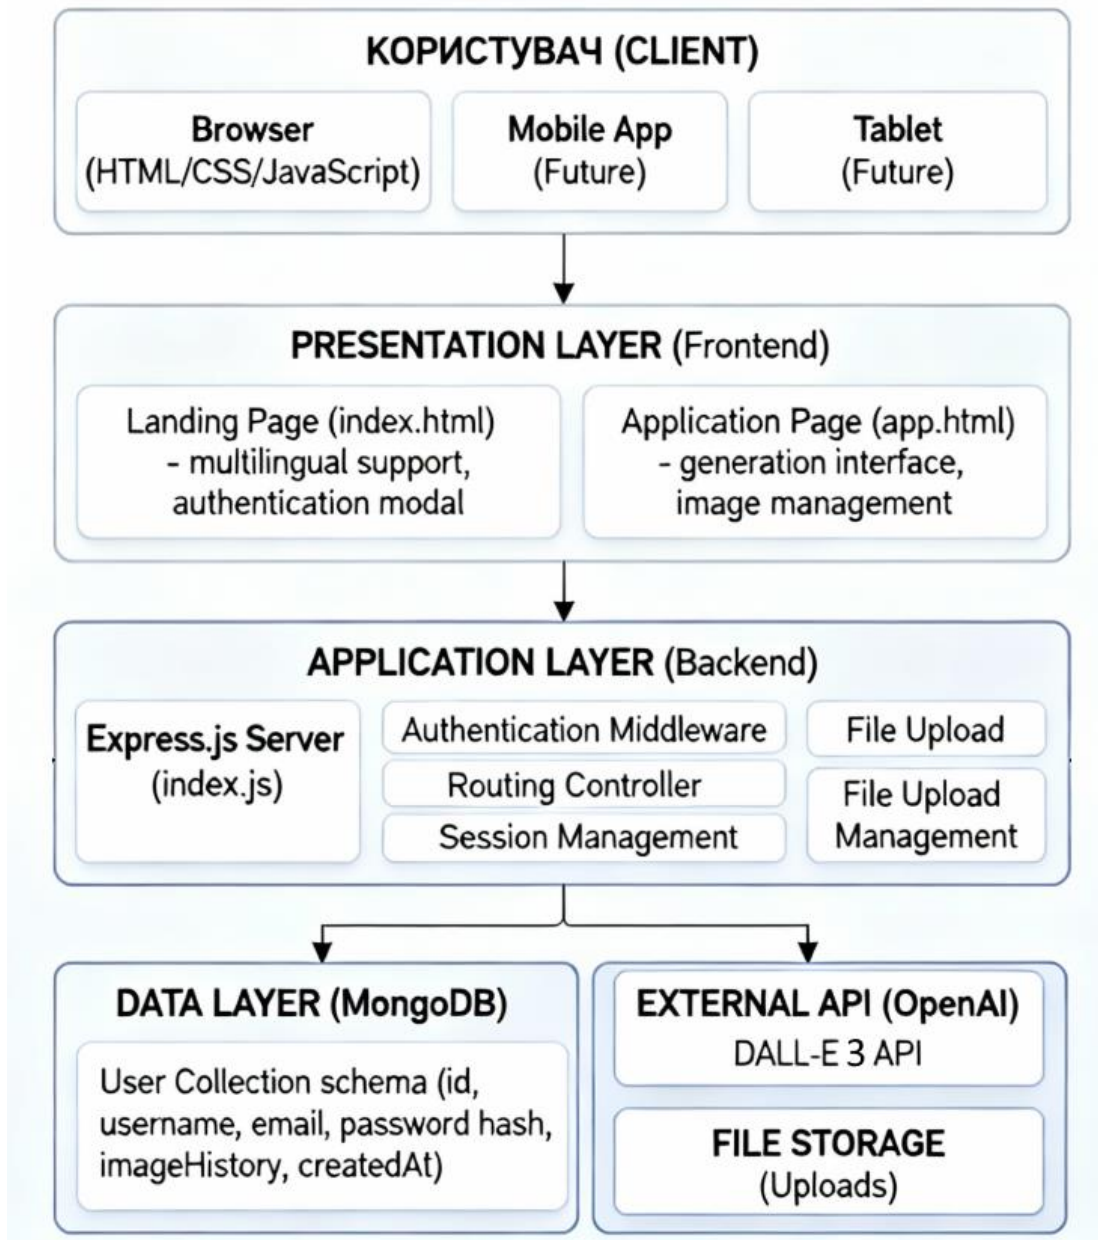 КОРИСТУВАЧ (CLIENT)
Browser
(HTML/CSS/JavaScript)
Mobile App
(Future)
Tablet
(Future)
PRESENTATION LAYER (Frontend)
Landing Page (index.html)
- multilingual support,
authentication modal
Application Page (app.html)
- generation interface,
image management
APPLICATION LAYER (Backend)
Express.js Server
(index.js)
Authentication Middleware
Routing Controller
Session Management
File Upload
File Upload
Management
DATA LAYER (MongoDB)
User Collection schema (id,
username, email, password hash,
imageHistory, createdAt)
EXTERNAL API (OpenAI)
DALL-E 3 API
FILE STORAGE
(Uploads)